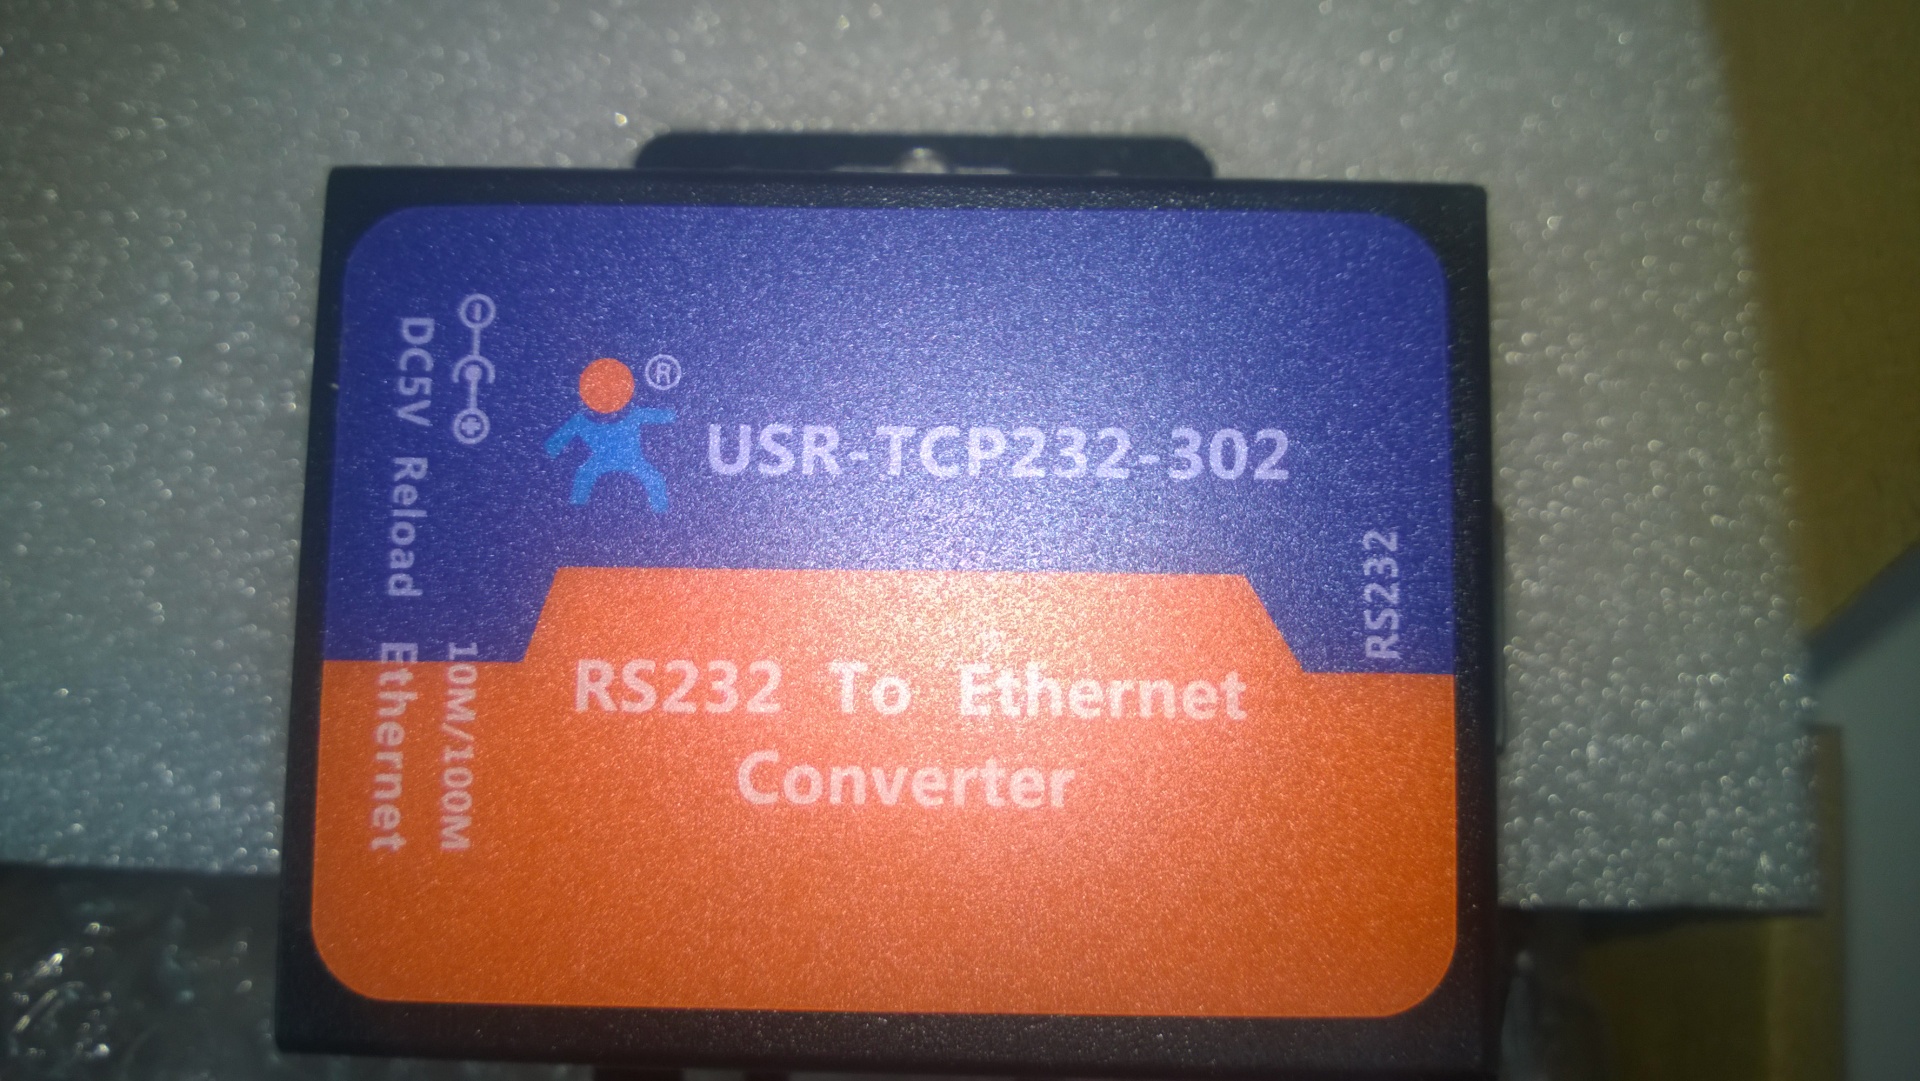 ®
USR-TCP232-302
RS232 To Ethernet
Converter
DC5V Reload Ethernet
10M/100M
RS232